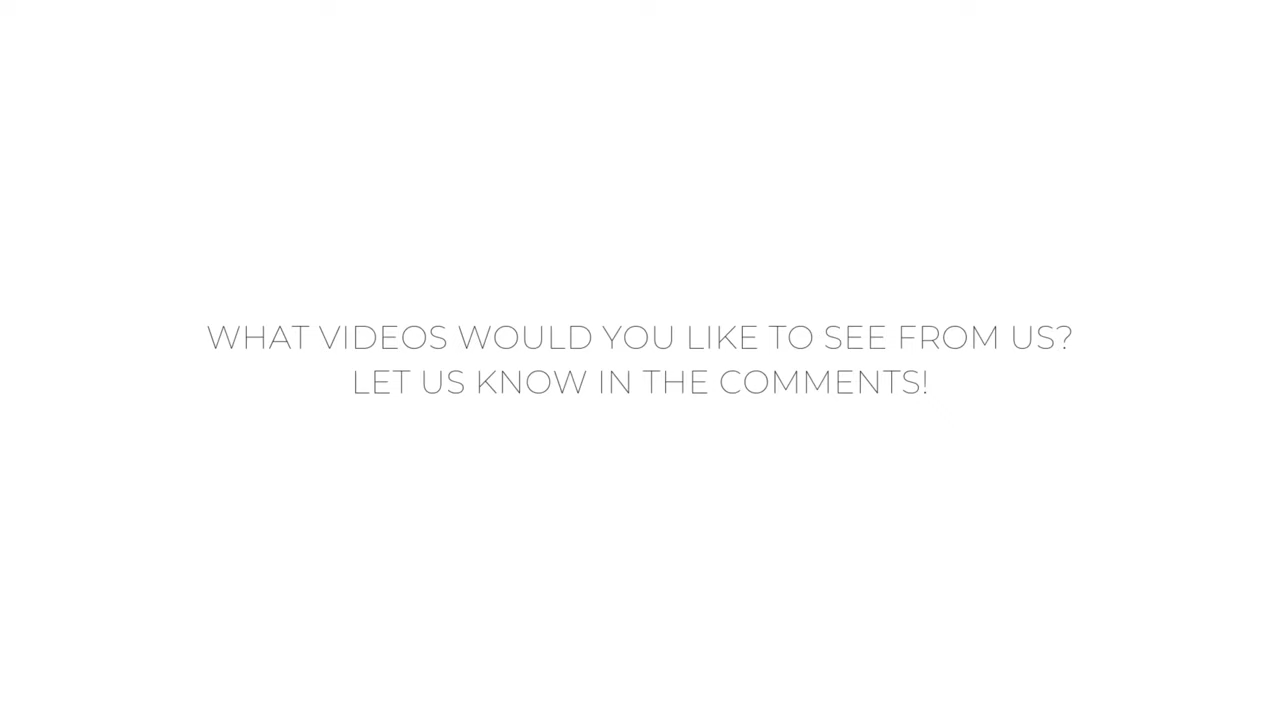 WHAT VIDEOS WOULD YOU LIKE TO SEE FROM US?
LET US KNOW IN THE COMMENTS!